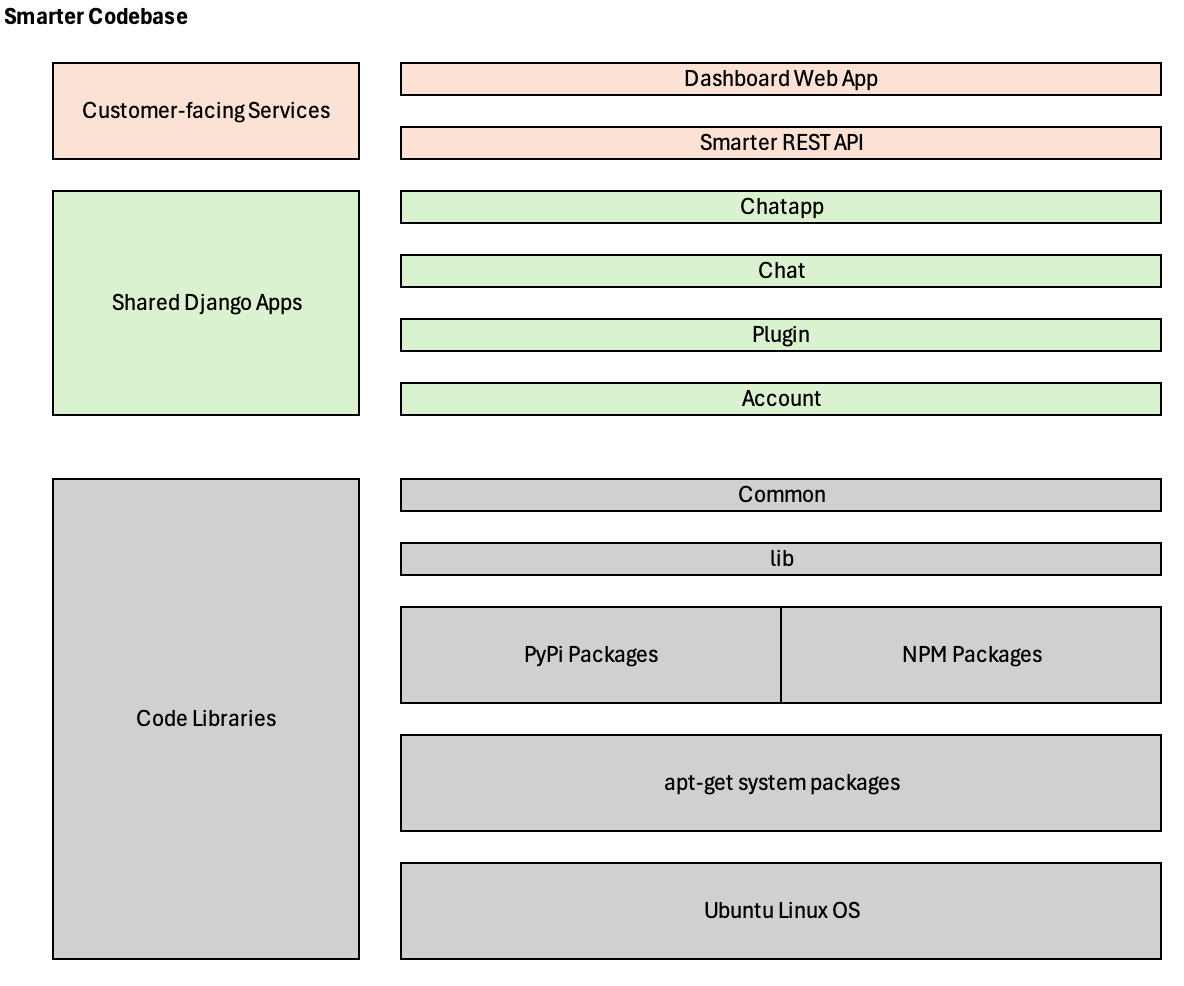 Smarter Codebase
Customer-facing Services
Dashboard Web App
Smarter REST API
Shared Django Apps
Chatapp
Chat
Plugin
Account
Code Libraries
Common
lib
PyPi Packages
NPM Packages
apt-get system packages
Ubuntu Linux OS